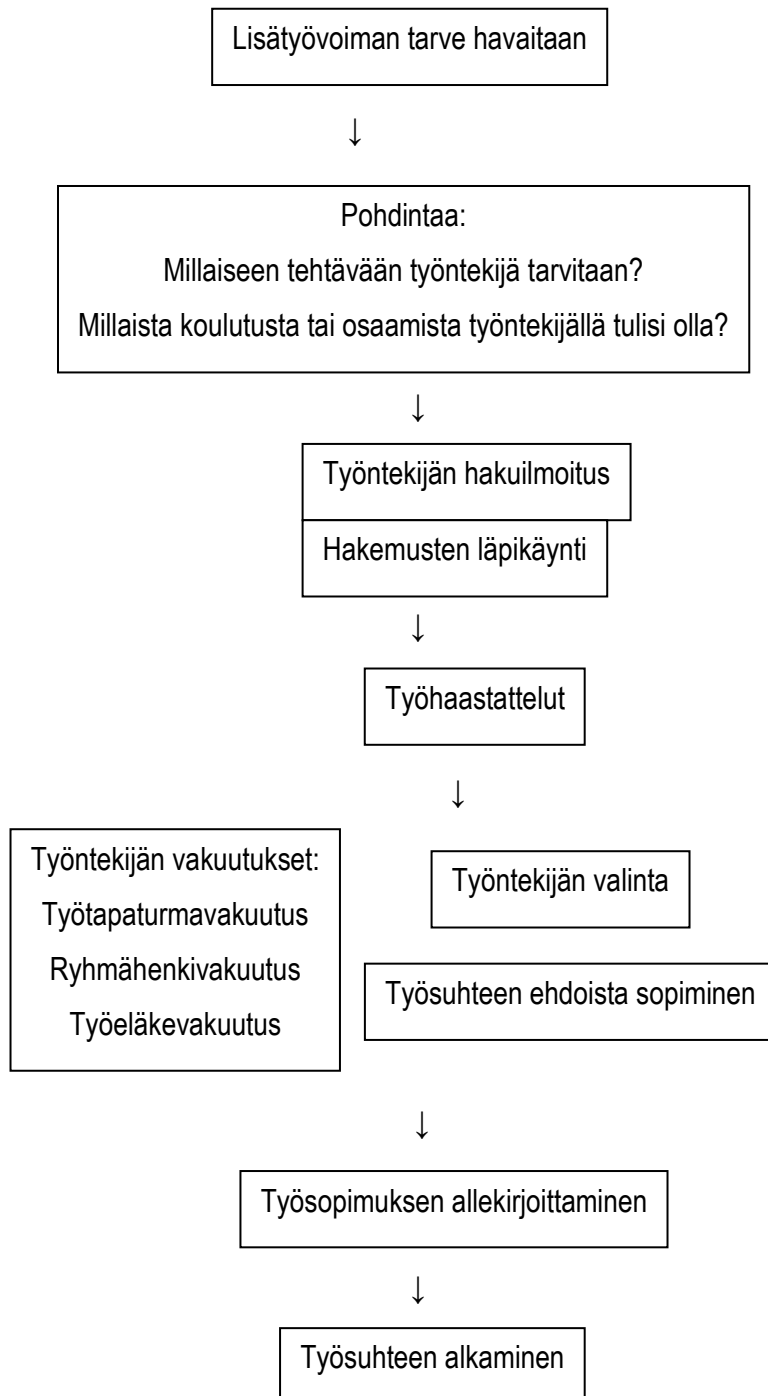 Lisätyövoiman tarve havaitaan
↓
Pohdintaa:
Millaiseen tehtävään työntekijä tarvitaan?
Millaista koulutusta tai osaamista työntekijällä tulisi olla?
↓
Työntekijän hakuilmoitus
Hakemusten läpikäynti
↓
Työhaastattelut
↓
Työntekijän vakuutukset:
Työtapaturmavakuutus
Ryhmähenkivakuutus
Työeläkevakuutus
Työntekijän valinta
Työsuhteen ehdoista sopiminen
↓
Työsopimuksen allekirjoittaminen
↓
Työsuhteen alkaminen